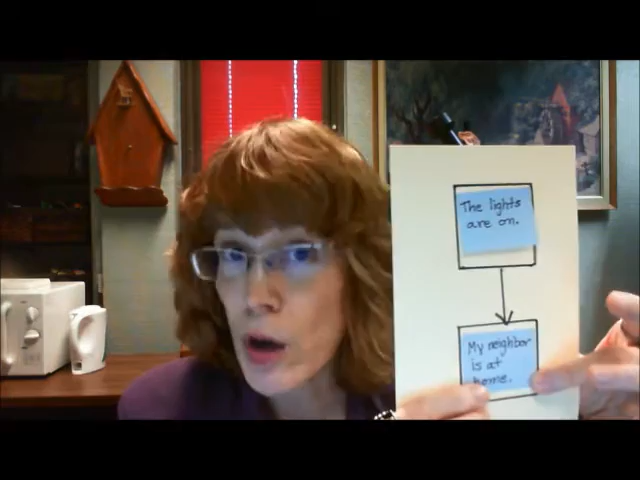 The lights
are on.
My neighbor
is at
home.